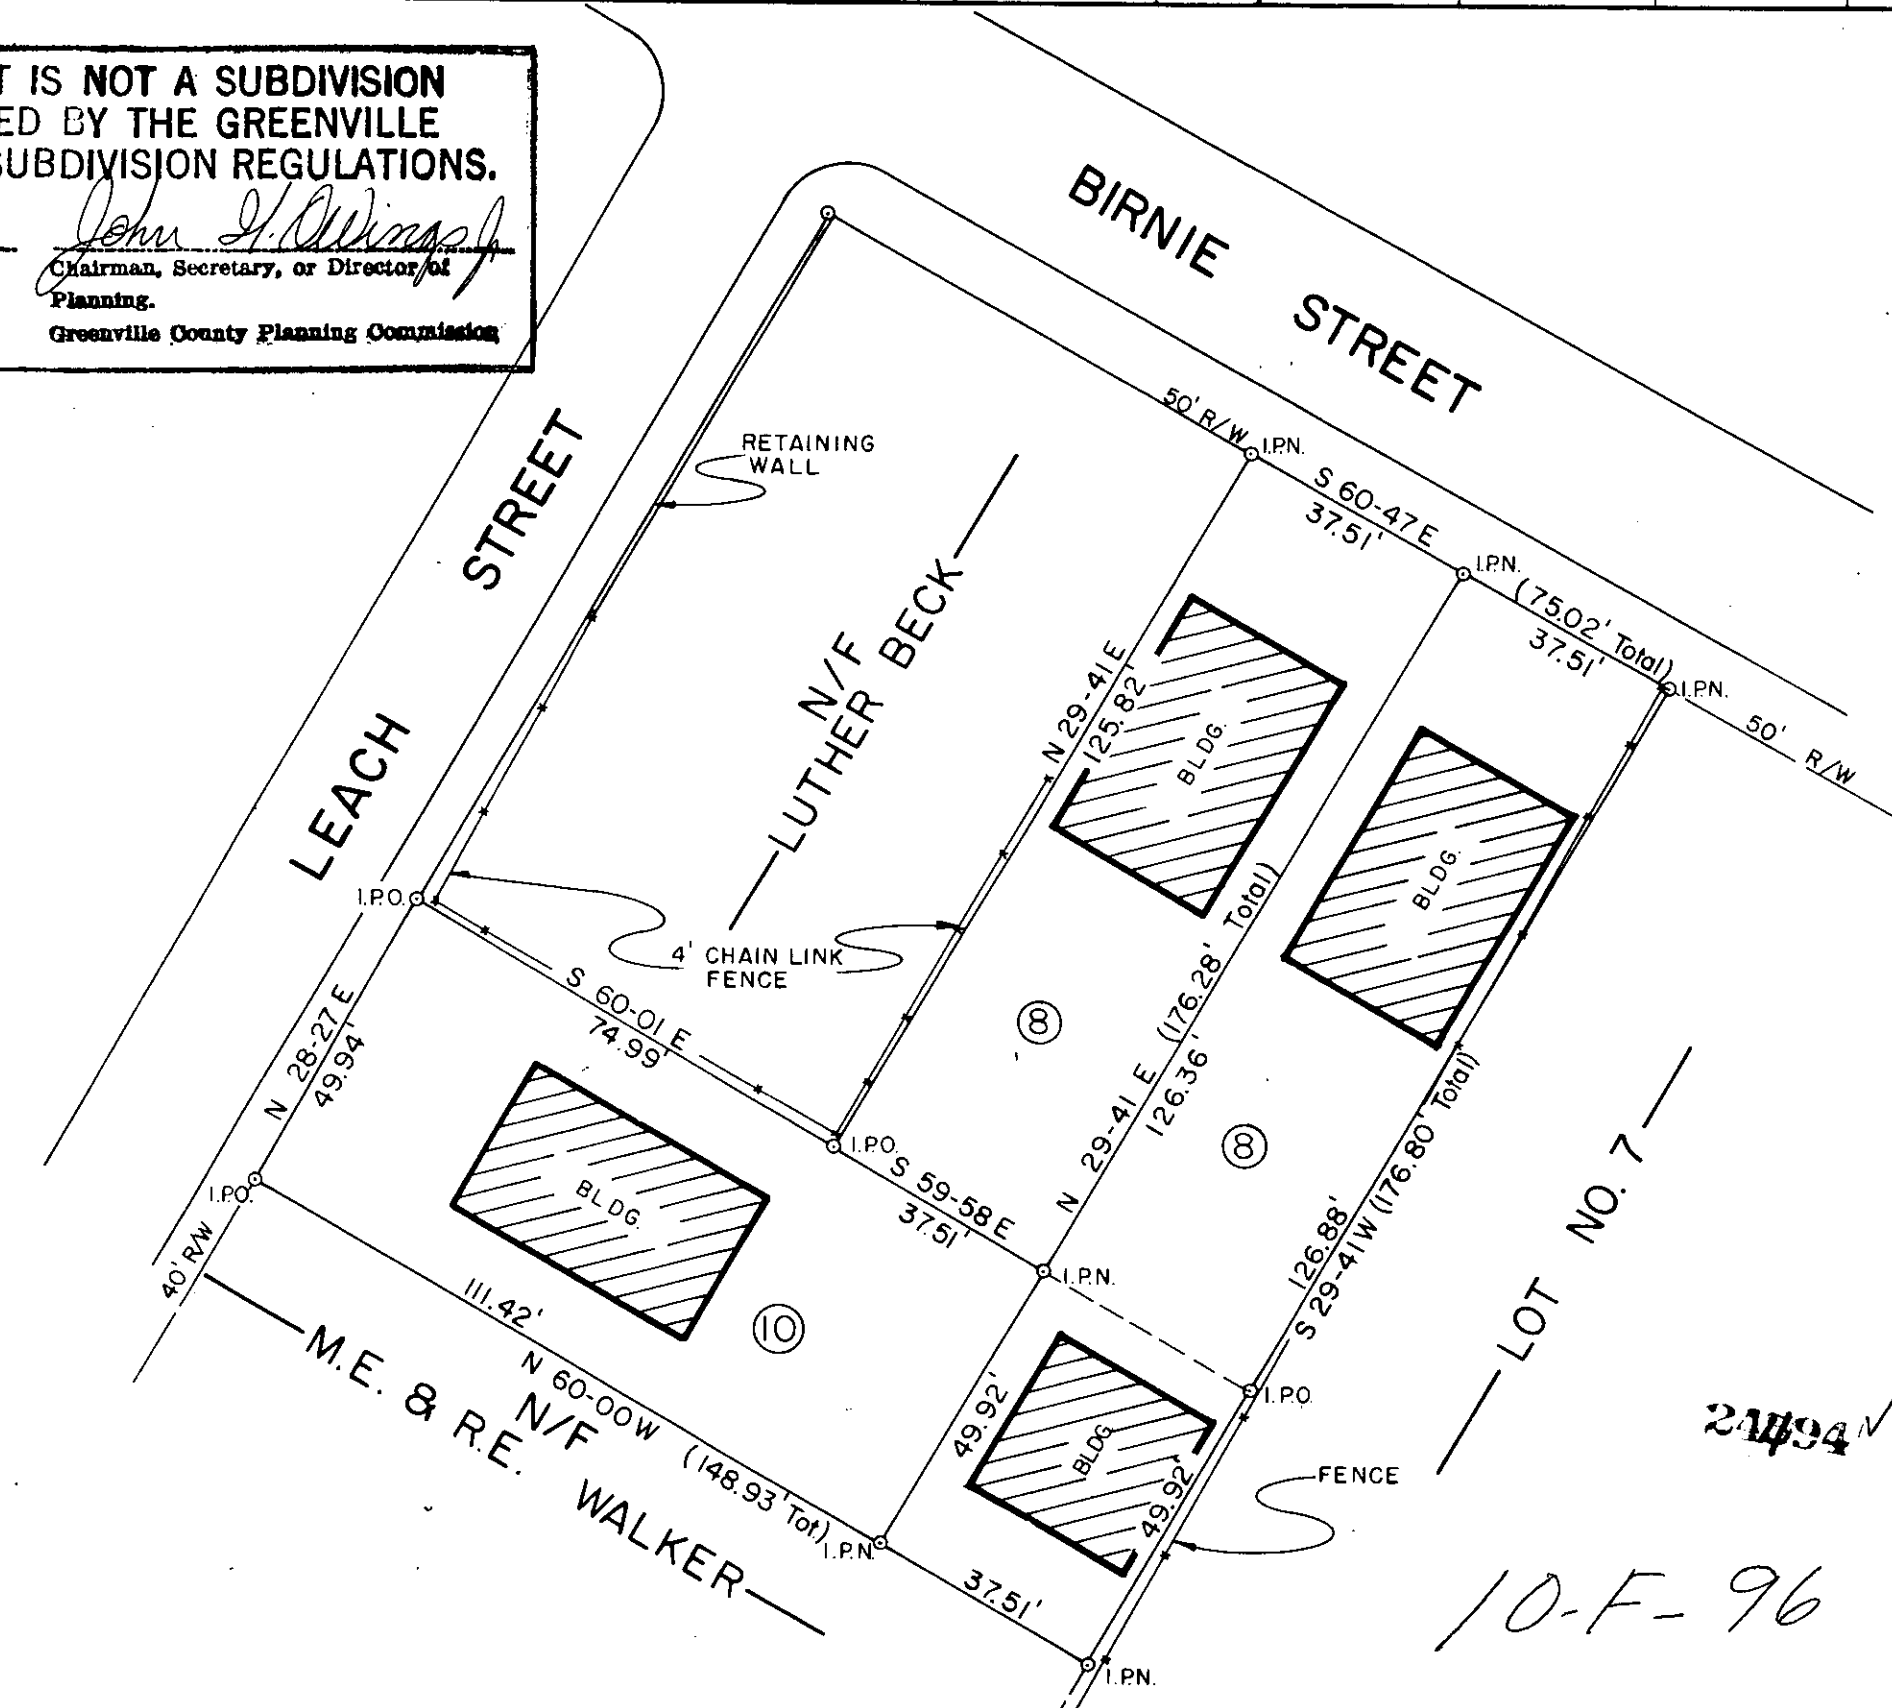 T IS NOT A SUBDIVISION
ED BY THE GREENVILLE
SUBDIVISION REGULATIONS.
John H. Owings Jr
Chairman, Secretary, or Director of
Planning.
Greenville County Planning Commission
BIRNIE STREET
LEACH STREET
RETAINING
WALL
50' R/W
I.P.N.
S 60-47 E
37.51'
I.P.N.
(75.02' Total)
37.51'
I.P.N.
50' R/W
N/F
LUTHER BECK
N 29-41 E
125.82'
BLDG.
BLDG.
I.P.O.
4' CHAIN LINK
FENCE
S 60-01 E
74.99'
N 28-27 E
49.94'
8
N 29-41 E (176.28' Total)
126.36'
8
I.P.O.
S 59-58 E
37.51'
I.P.N.
126.88'
S 29-41 W (176.80' Total)
LOT NO. 7
I.P.O.
40' R/W
BLDG.
10
111.42'
N 60-00 W (148.93' Tot.)
N/F
M.E. & R.E. WALKER
I.P.N.
49.92'
BLDG
49.92'
I.P.O.
FENCE
37.51'
I.P.N.
10-F-96